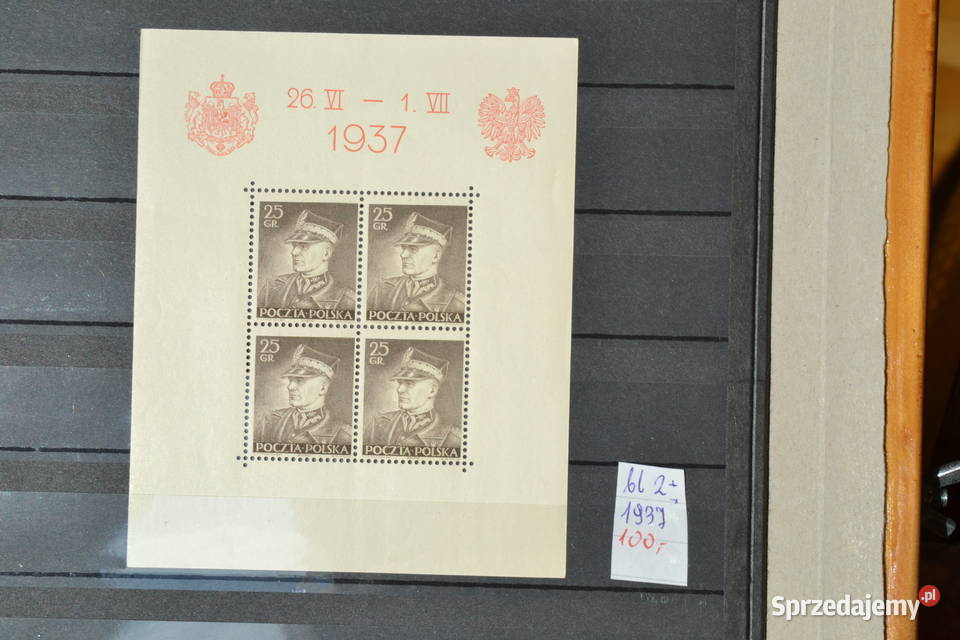 26. VI — 1. VII
1937
25
GR.
POCZTA·POLSKA
25
GR.
POCZTA·POLSKA
25
GR.
POCZTA·POLSKA
25
GR.
POCZTA·POLSKA
bl 2
1937
100,-
Sprzedajemy.pl